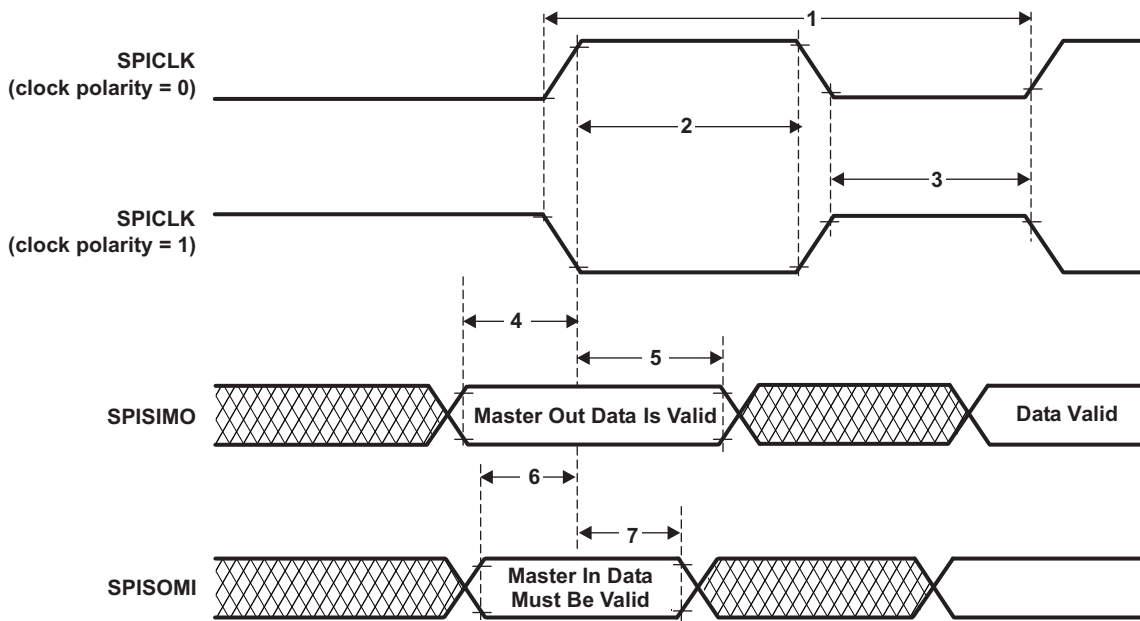 1
SPICLK
(clock polarity = 0)
2
3
SPICLK
(clock polarity = 1)
4
5
SPISIMO
Master Out Data Is Valid
Data Valid
6
7
SPISOMI
Master In Data
Must Be Valid